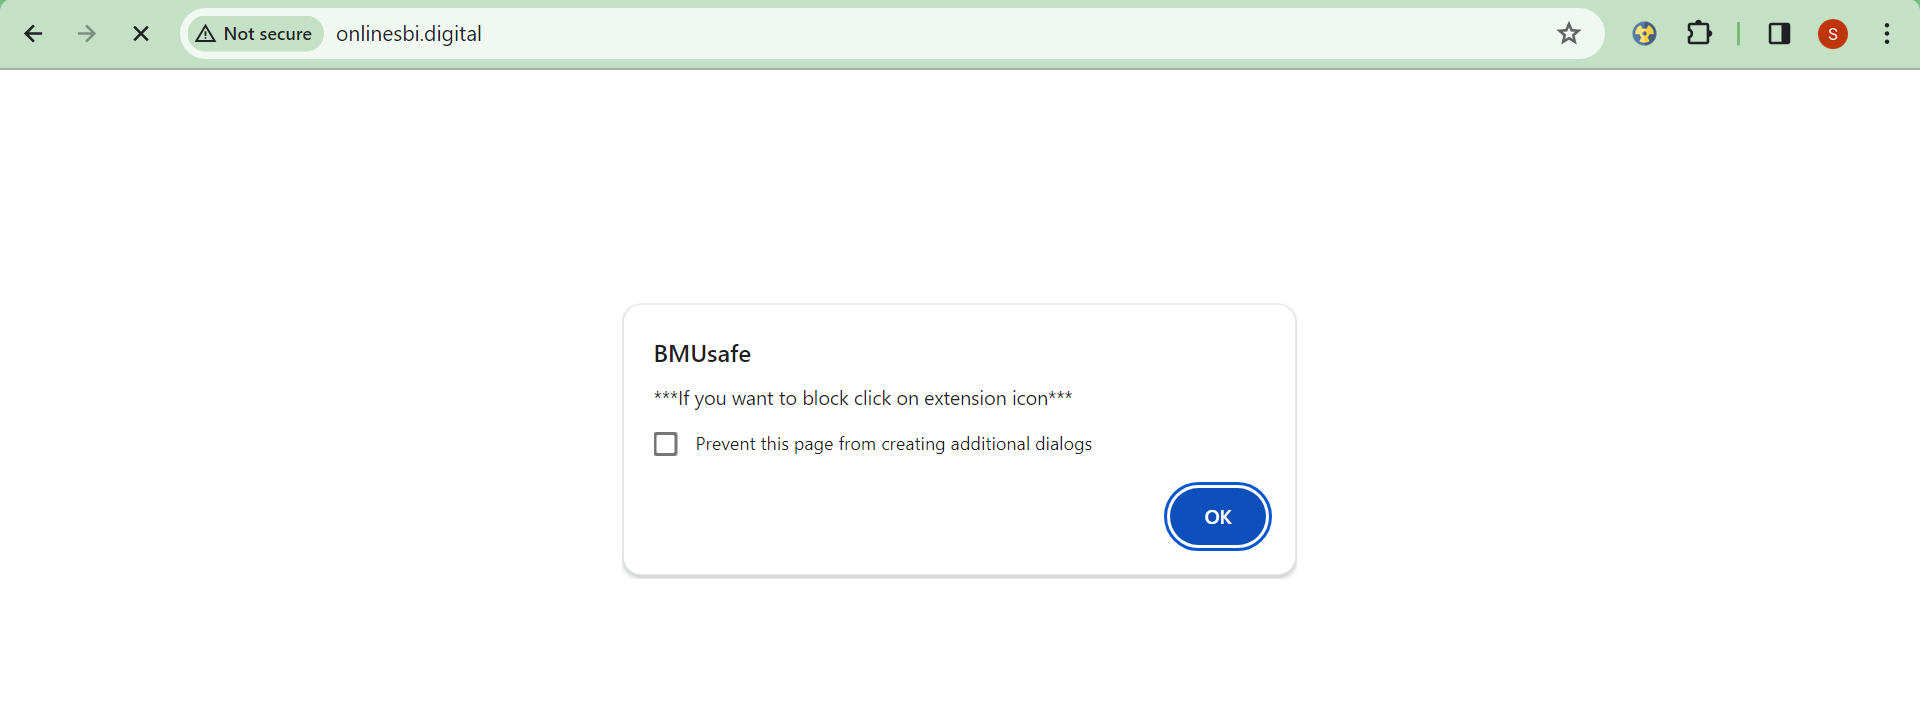 Not secure onlinesbi.digital S
BMUsafe
***If you want to block click on extension icon***
Prevent this page from creating additional dialogs
OK